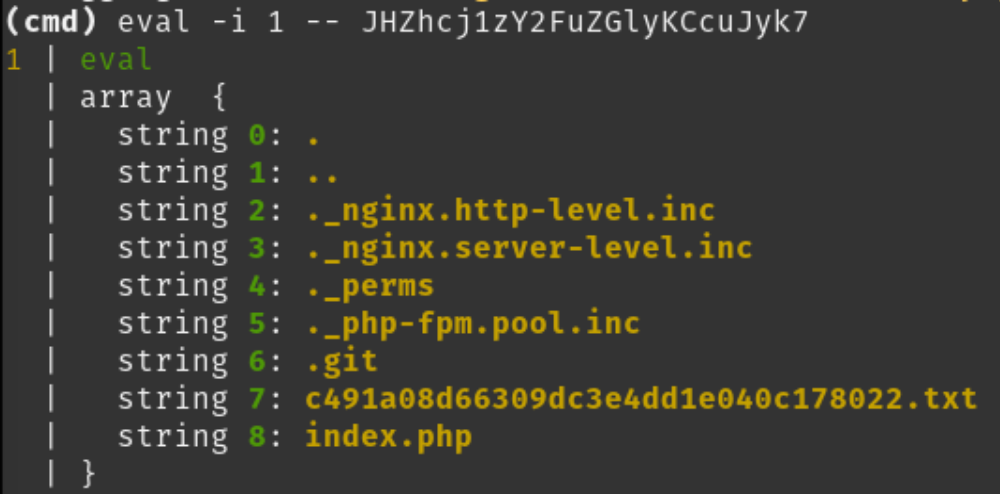 (cmd) eval -i 1 -- JHZhcj1zY2FuZGlyKCcuJyk7
1 | eval
| array  {
|   string 0: .
|   string 1: ..
|   string 2: ._nginx.http-level.inc
|   string 3: ._nginx.server-level.inc
|   string 4: ._perms
|   string 5: ._php-fpm.pool.inc
|   string 6: .git
|   string 7: c491a08d66309dc3e4dd1e040c178022.txt
|   string 8: index.php
| }